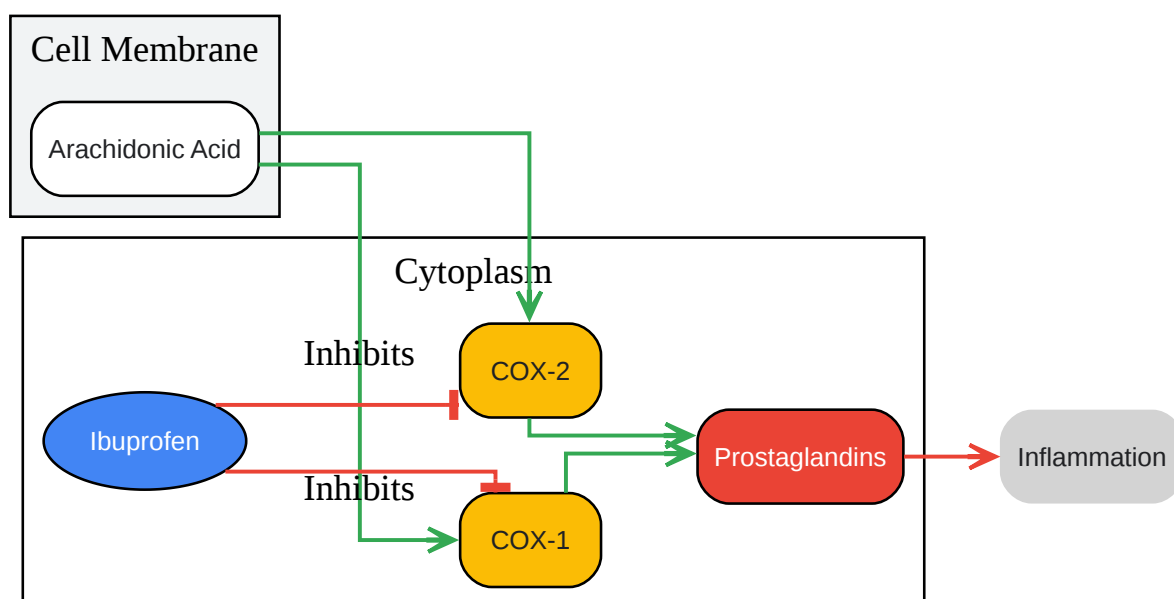 Cell Membrane
Arachidonic Acid
Cytoplasm
Inhibits
COX-2
Ibuprofen
Prostaglandins
Inflammation
Inhibits
COX-1